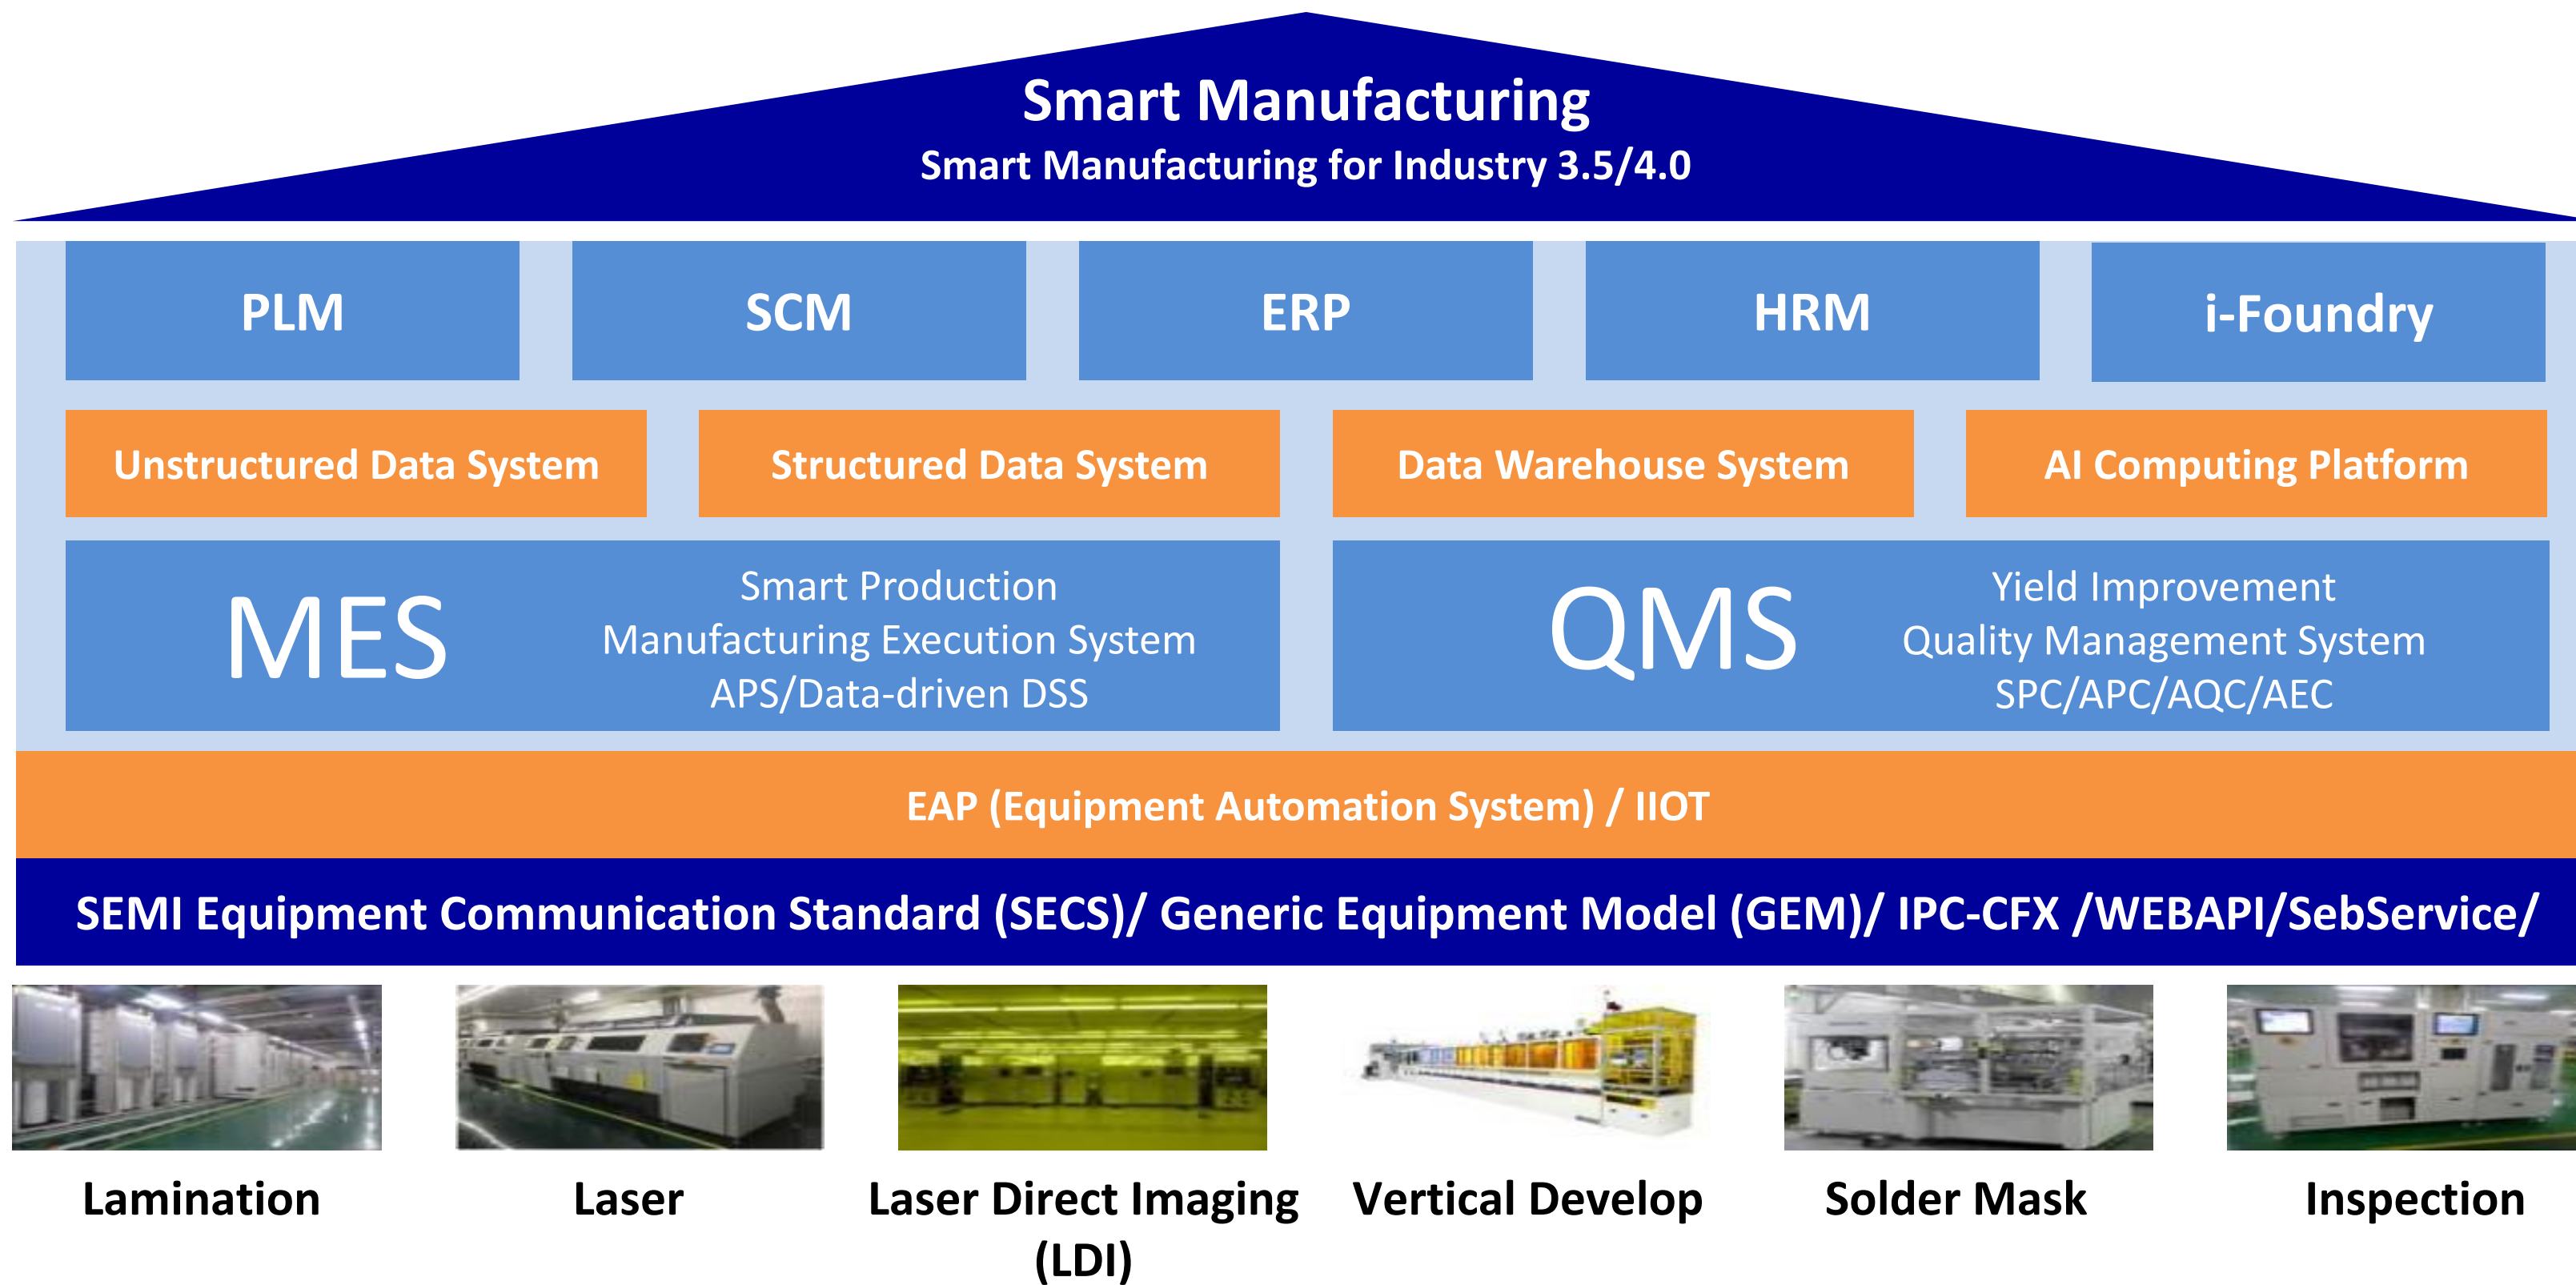 Smart Manufacturing
Smart Manufacturing for Industry 3.5/4.0
PLM
SCM
ERP
HRM
i-Foundry
Unstructured Data System
Structured Data System
Data Warehouse System
AI Computing Platform
MES
Smart Production
Manufacturing Execution System
APS/Data-driven DSS
QMS
Yield Improvement
Quality Management System
SPC/APC/AQC/AEC
EAP (Equipment Automation System) / IIOT
SEMI Equipment Communication Standard (SECS)/ Generic Equipment Model (GEM)/ IPC-CFX /WEBAPI/SebService/
Lamination
Laser
Laser Direct Imaging
(LDI)
Vertical Develop
Solder Mask
Inspection